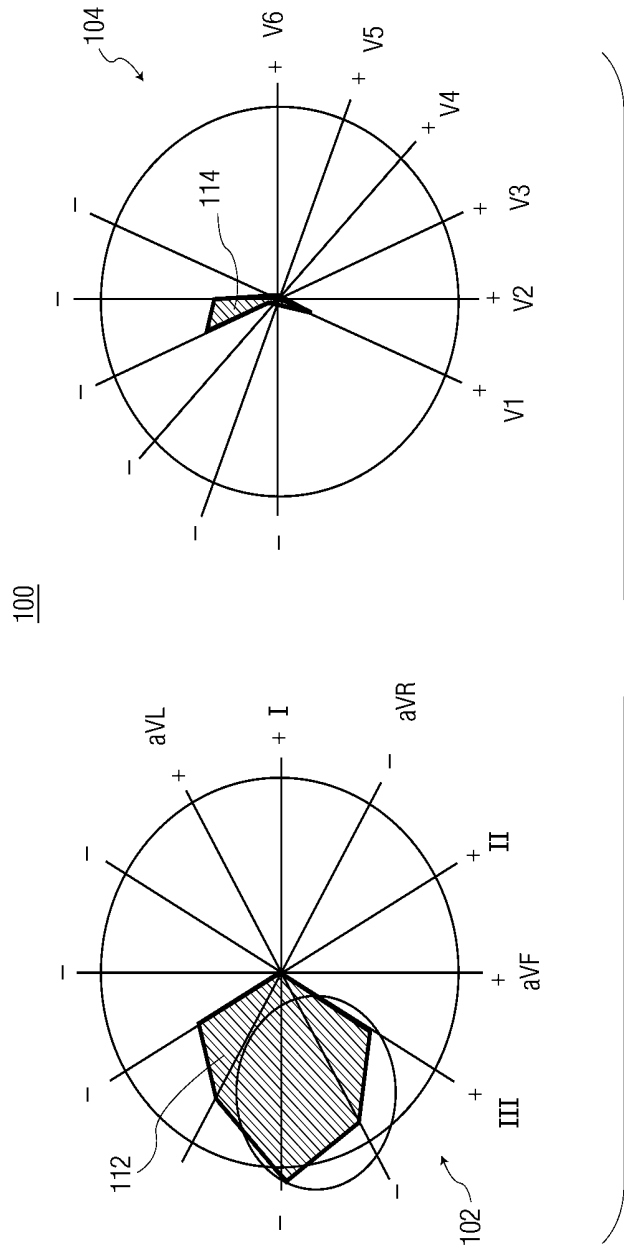 100
104
+ V6
+ V5
+ V4
+ V3
+ V2
+ V1
−
−
−
−
−
−
114
102
aVL
+
+ I
aVR
−
+ II
+ aVF
+ III
−
−
−
−
−
112